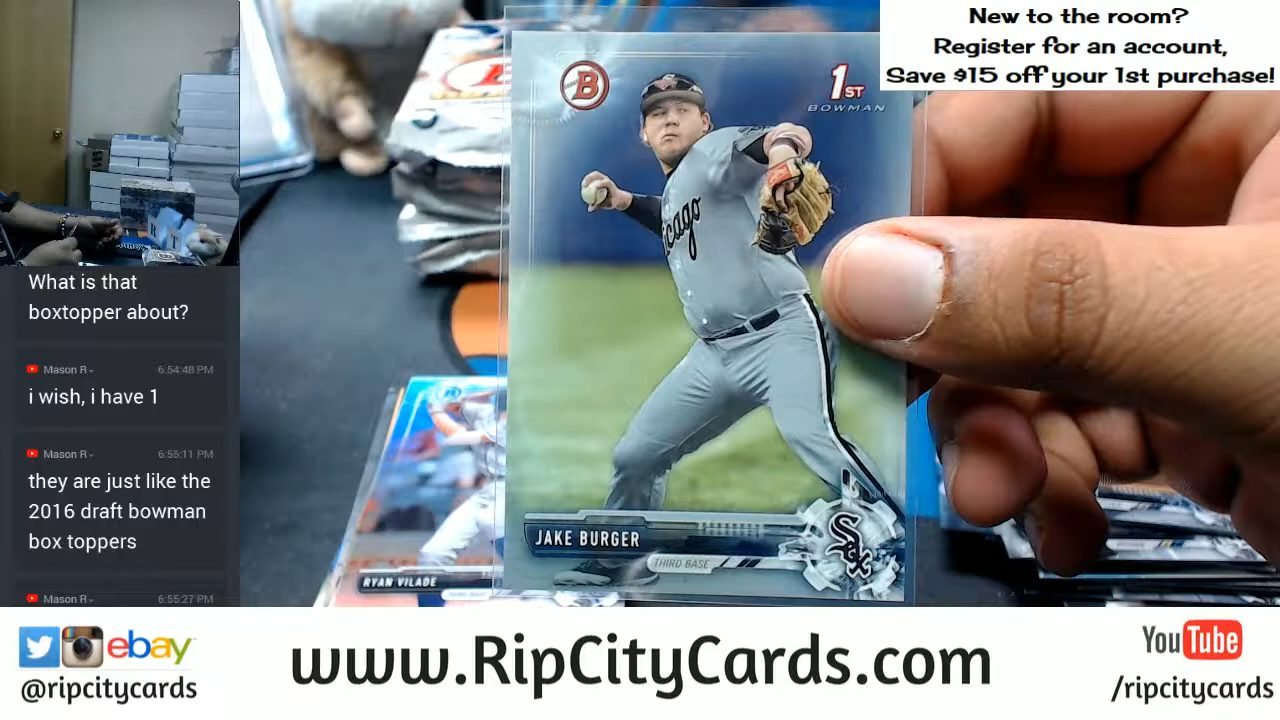 New to the room?
Register for an account,
Save $15 off your 1st purchase!
What is that
boxtopper about?
Mason R
6:54:48 PM
i wish, i have 1
Mason R
6:55:11 PM
they are just like the
2016 draft bowman
box toppers
Mason R
6:55:27 PM
B
1ST
BOWMAN
Chicago
JAKE BURGER
THIRD BASE
Sox
RYAN VILADE
ebay
@ripcitycards
www.RipCityCards.com
YouTube
/ripcitycards